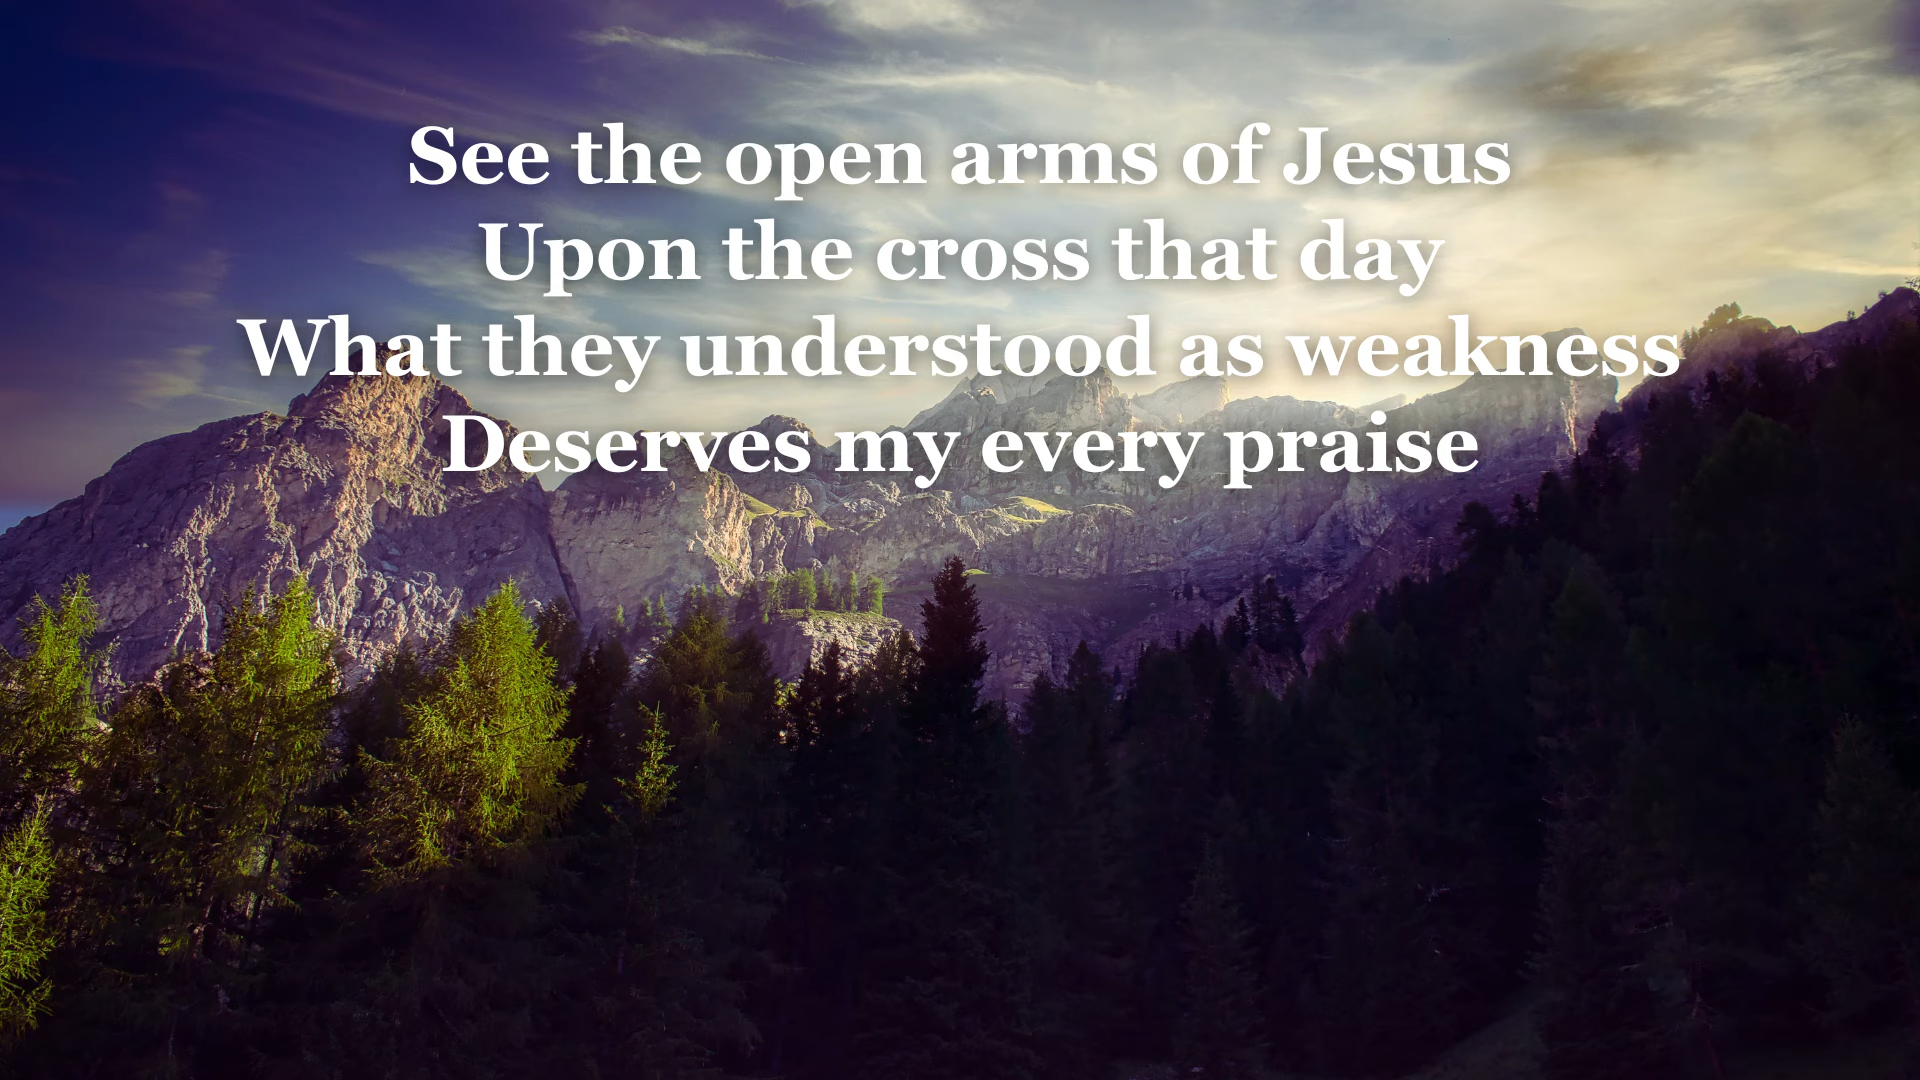 See the open arms of Jesus
Upon the cross that day
What they understood as weakness
Deserves my every praise